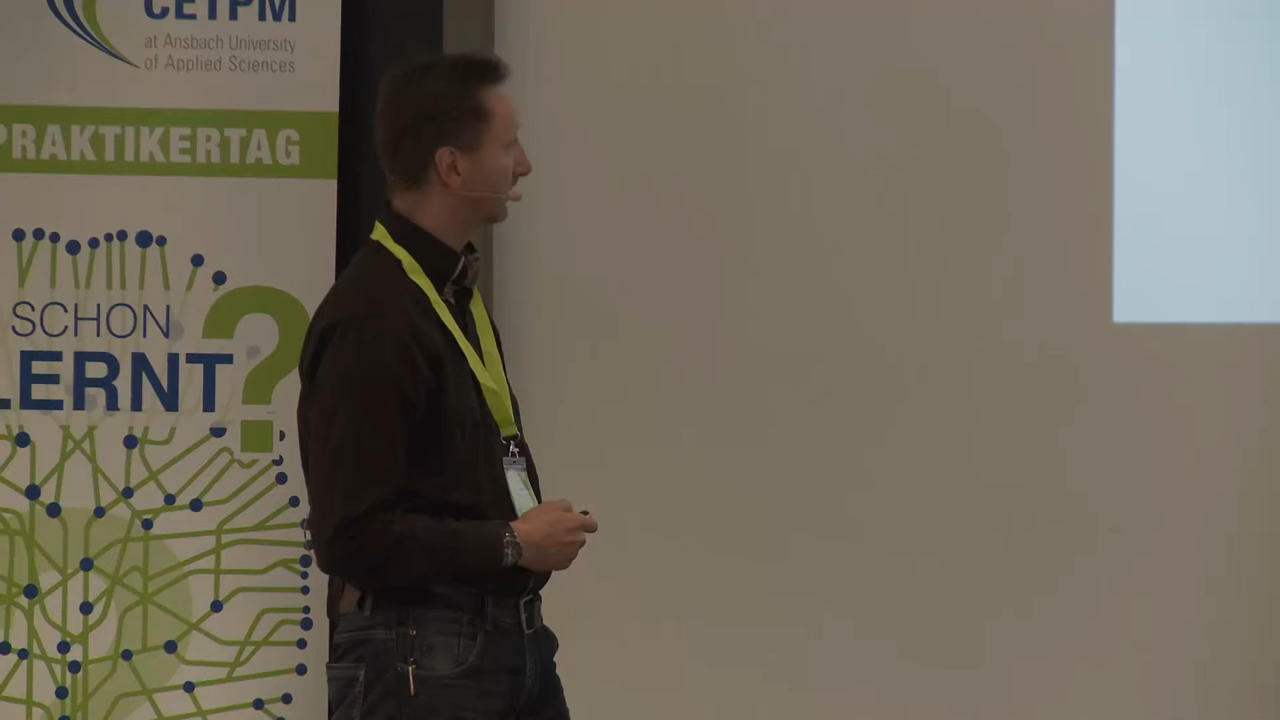 CETPM
at Ansbach University
of Applied Sciences
PRAKTIKERTAG
SCHON
LERNT?